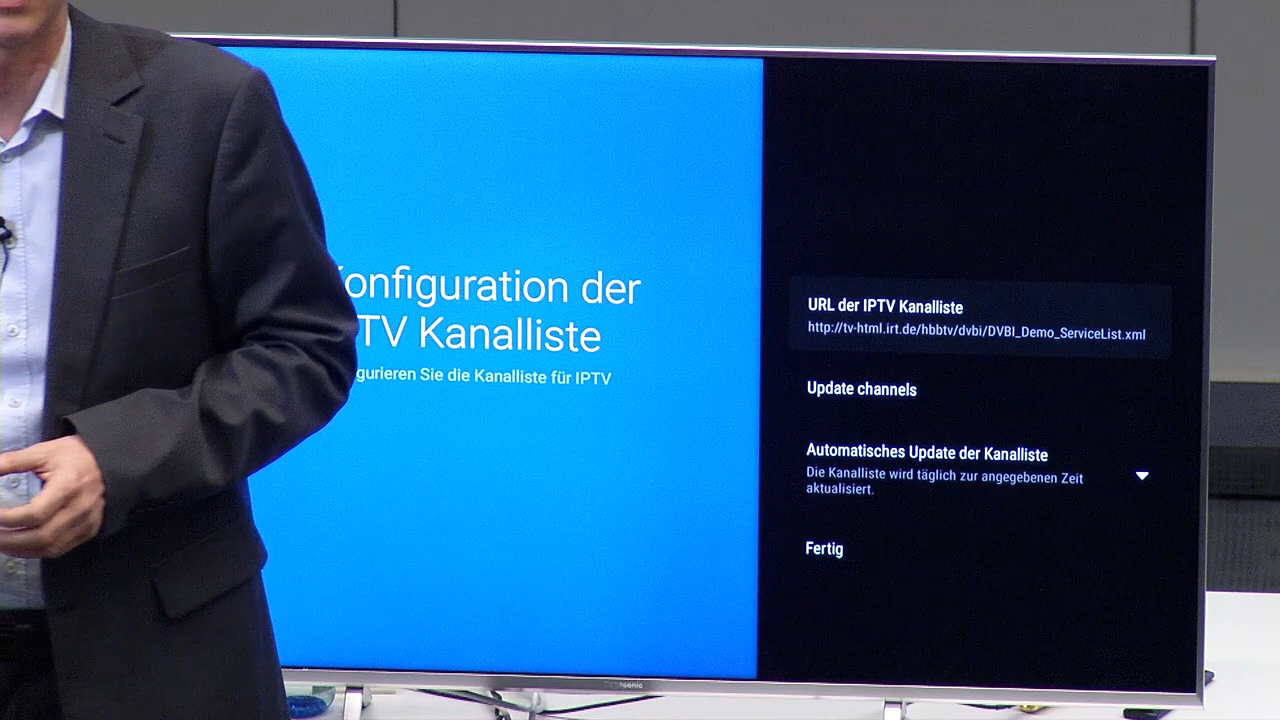 onfiguration der
TV Kanalliste
gurieren Sie die Kanalliste für IPTV
URL der IPTV Kanalliste
http://tv-html.irt.de/hbbtv/dvbi/DVBI_Demo_ServiceList.xml
Update channels
Automatisches Update der Kanalliste
Die Kanalliste wird täglich zur angegebenen Zeit
aktualisiert.
Fertig
Panasonic